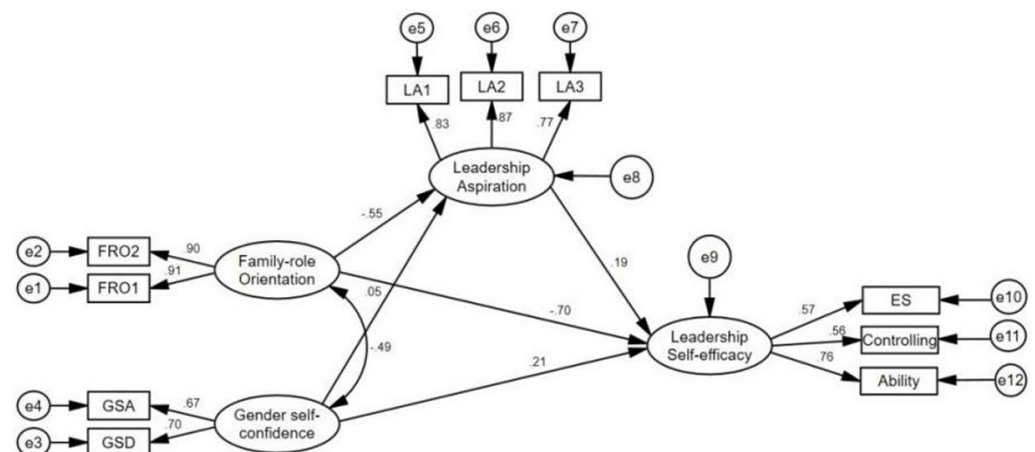 e5
e6
e7
LA1
LA2
LA3
.83
.87
.77
Leadership
Aspiration
e8
-.55
e2
FRO2
.90
e1
FRO1
.91
Family-role
Orientation
.05
.19
e9
-.70
-.49
Leadership
Self-efficacy
.57
ES
e10
.56
Controlling
e11
.76
Ability
e12
.21
e4
GSA
.67
e3
GSD
.70
Gender self-
confidence